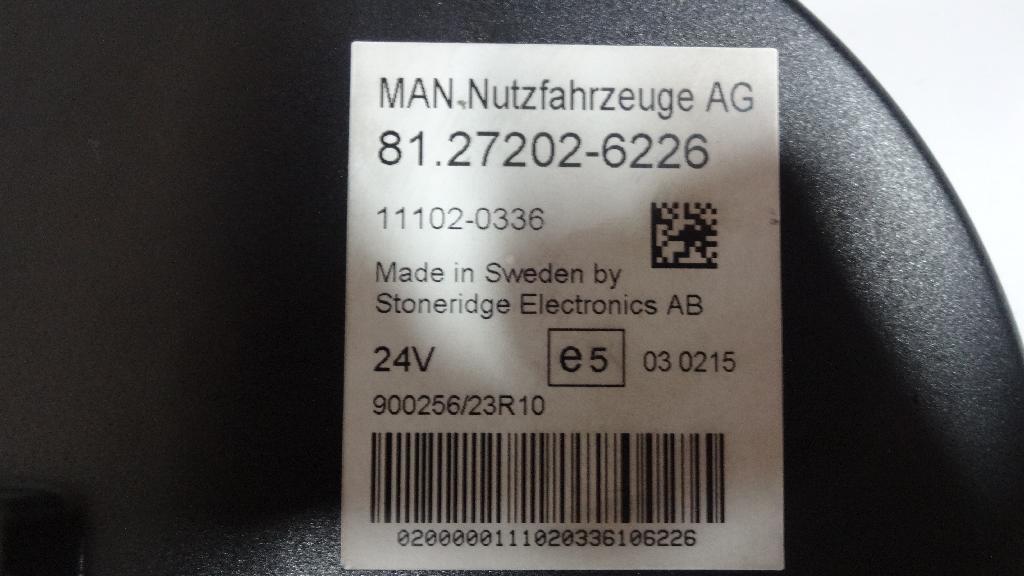 MAN Nutzfahrzeuge AG
81.27202-6226
11102-0336
Made in Sweden by
Stoneridge Electronics AB
24V e5 03 0215
900256/23R10
0200000111020336106226